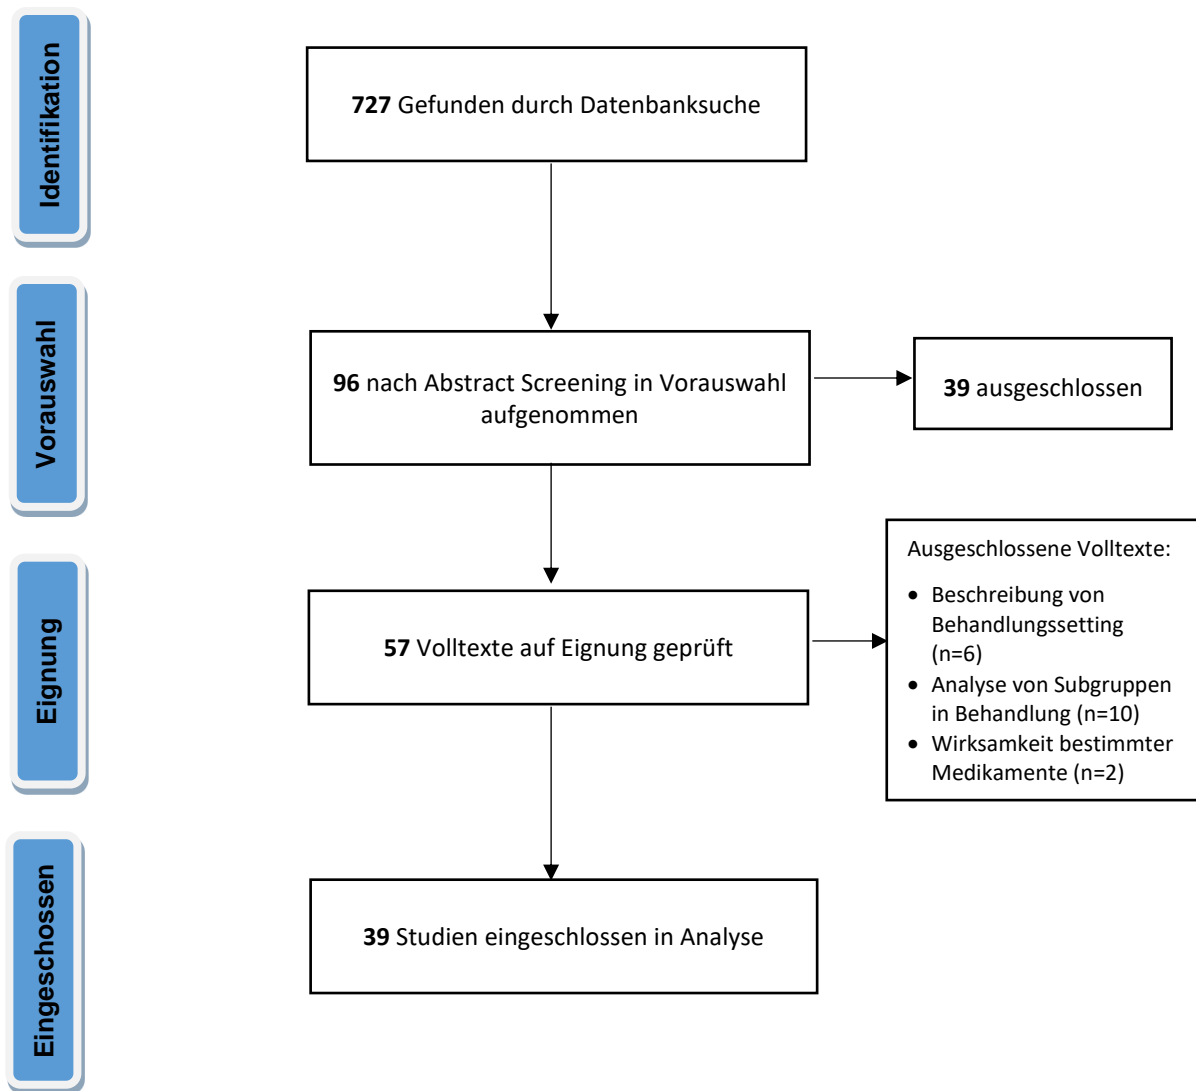 Identifikation
727 Gefunden durch Datenbanksuche
Vorauswahl
96 nach Abstract Screening in Vorauswahl
aufgenommen
39 ausgeschlossen
Eignung
57 Volltexte auf Eignung geprüft
Ausgeschlossene Volltexte:
• Beschreibung von
Behandlungssetting
(n=6)
• Analyse von Subgruppen
in Behandlung (n=10)
• Wirksamkeit bestimmter
Medikamente (n=2)
Eingeschossen
39 Studien eingeschlossen in Analyse